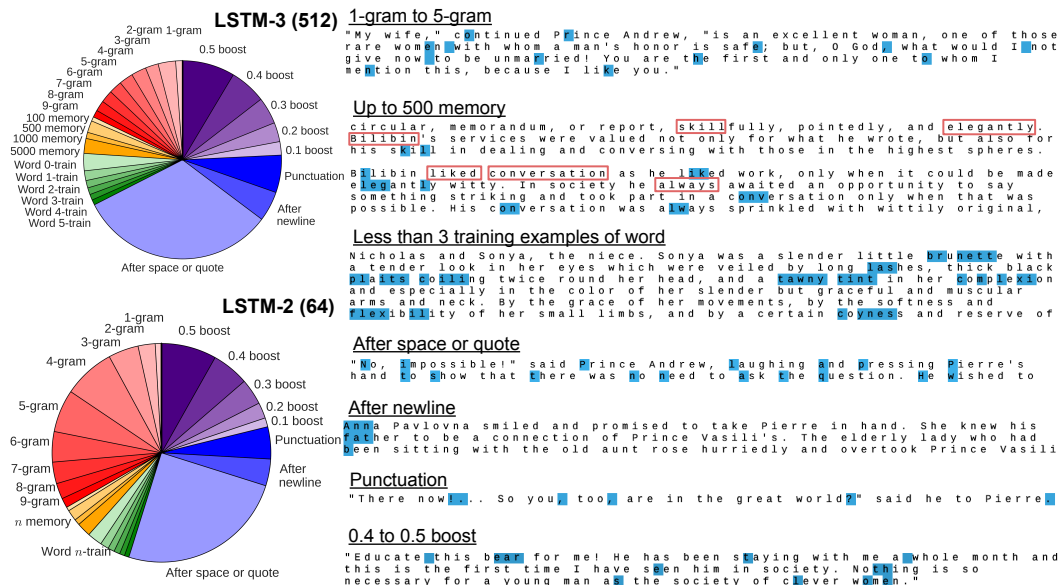 LSTM-3 (512)
2-gram 1-gram
3-gram
4-gram
5-gram
6-gram
7-gram
8-gram
9-gram
100 memory
500 memory
1000 memory
5000 memory
Word 0-train
Word 1-train
Word 2-train
Word 3-train
Word 4-train
Word 5-train
0.5 boost
0.4 boost
0.3 boost
0.2 boost
0.1 boost
Punctuation
After
newline
After space or quote
LSTM-2 (64)
1-gram
2-gram
3-gram
4-gram
5-gram
6-gram
7-gram
8-gram
9-gram
n memory
Word n-train
0.5 boost
0.4 boost
0.3 boost
0.2 boost
0.1 boost
Punctuation
After
newline
After space or quote
1-gram to 5-gram
"My wife," continued Prince Andrew, "is an excellent woman, one of those
rare women with whom a man's honor is safe; but, O God, what would I not
give now to be unmarried! You are the first and only one to whom I
mention this, because I like you."
Up to 500 memory
circular, memorandum, or report, skillfully, pointedly, and elegantly.
Bilibin's services were valued not only for what he wrote, but also for
his skill in dealing and conversing with those in the highest spheres.
Bilibin liked conversation as he liked work, only when it could be made
elegantly witty. In society he always awaited an opportunity to say
something striking and took part in a conversation only when that was
possible. His conversation was always sprinkled with wittily original,
Less than 3 training examples of word
Nicholas and Sonya, the niece. Sonya was a slender little brunette with
a tender look in her eyes which were veiled by long lashes, thick black
plaits coiling twice round her head, and a tawny tint in her complexion
and especially in the color of her slender but graceful and muscular
arms and neck. By the grace of her movements, by the softness and
flexibility of her small limbs, and by a certain coyness and reserve of
After space or quote
"No, impossible!" said Prince Andrew, laughing and pressing Pierre's
hand to show that there was no need to ask the question. He wished to
After newline
Anna Pavlovna smiled and promised to take Pierre in hand. She knew his
father to be a connection of Prince Vasili's. The elderly lady who had
been sitting with the old aunt rose hurriedly and overtook Prince Vasili
Punctuation
"There now!... So you, too, are in the great world?" said he to Pierre.
0.4 to 0.5 boost
"Educate this bear for me! He has been staying with me a whole month and
this is the first time I have seen him in society. Nothing is so
necessary for a young man as the society of clever women."